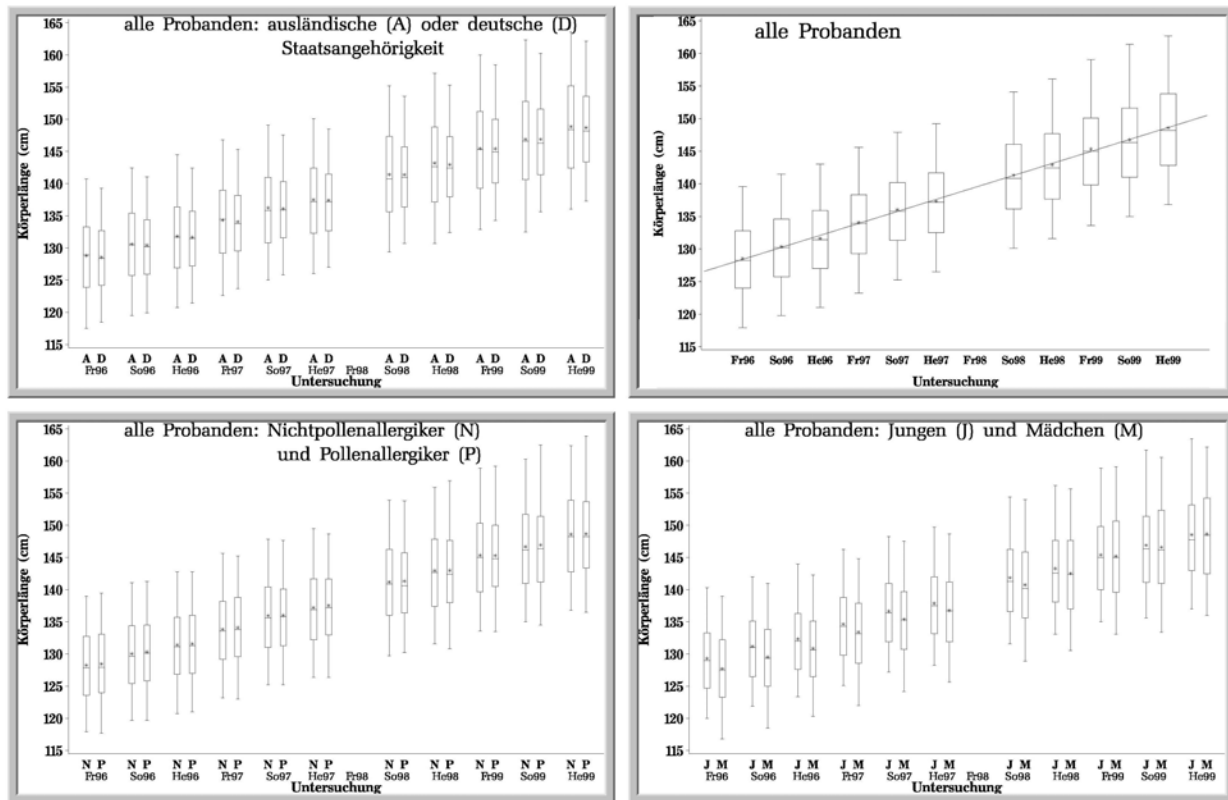 alle Probanden: ausländische (A) oder deutsche (D)
Staatsangehörigkeit
Körperlänge (cm)
165
160
155
150
145
140
135
130
125
120
115
A D A D A D A D A D A D A D A D A D A D A D
Fr96 So96 He96 Fr97 So97 He97 Fr98 So98 He98 Fr99 So99 He99
Untersuchung
alle Probanden
Körperlänge (cm)
165
160
155
150
145
140
135
130
125
120
115
Fr96 So96 He96 Fr97 So97 He97 Fr98 So98 He98 Fr99 So99 He99
Untersuchung
alle Probanden: Nichtpollenallergiker (N)
und Pollenallergiker (P)
Körperlänge (cm)
165
160
155
150
145
140
135
130
125
120
115
N P N P N P N P N P N P N P N P N P N P N P
Fr96 So96 He96 Fr97 So97 He97 Fr98 So98 He98 Fr99 So99 He99
Untersuchung
alle Probanden: Jungen (J) und Mädchen (M)
Körperlänge (cm)
165
160
155
150
145
140
135
130
125
120
115
J M J M J M J M J M J M J M J M J M J M J M
Fr96 So96 He96 Fr97 So97 He97 Fr98 So98 He98 Fr99 So99 He99
Untersuchung